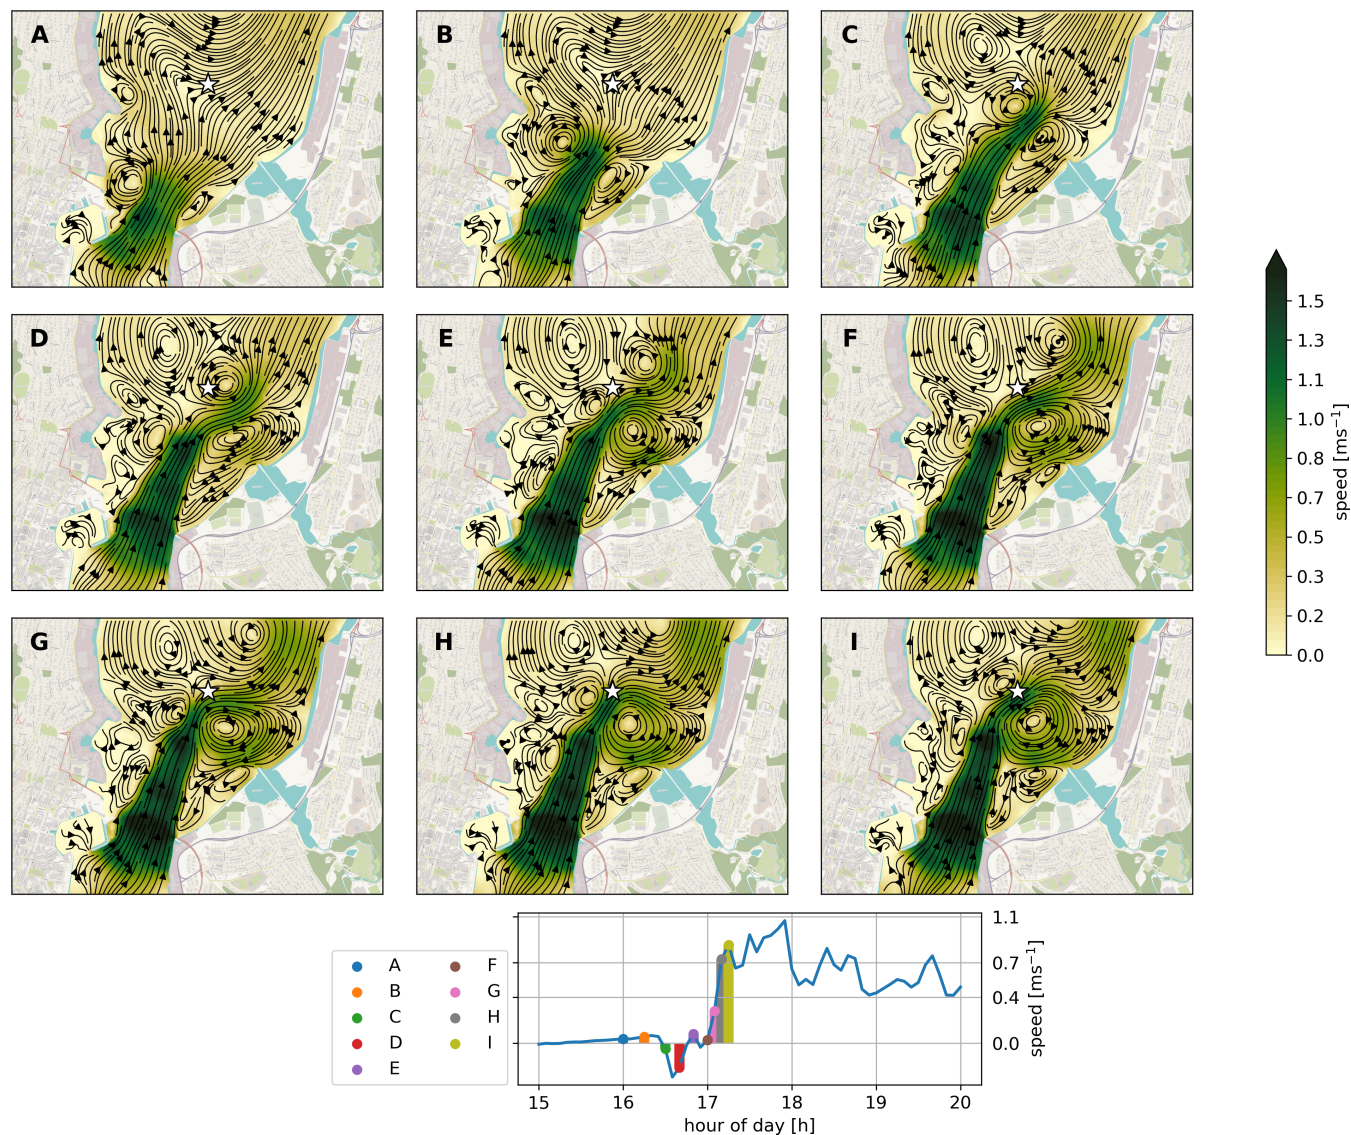 A
B
C
D
E
F
G
H
I
1.5
1.3
1.1
1.0
0.8
0.7
0.5
0.3
0.2
0.0
speed [ms⁻¹]
A
B
C
D
E
F
G
H
I
1.1
0.7
0.4
0.0
speed [ms⁻¹]
15 16 17 18 19 20
hour of day [h]